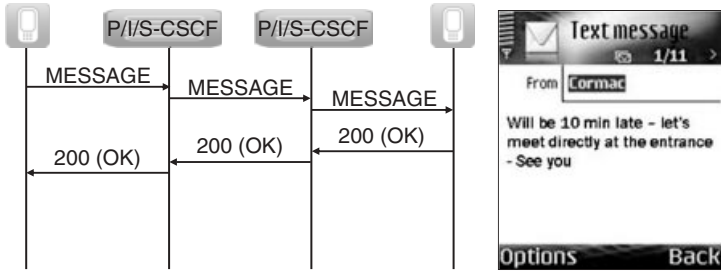 P/I/S-CSCF P/I/S-CSCF
MESSAGE
MESSAGE
MESSAGE
200 (OK)
200 (OK)
200 (OK)
Text message
1/11
From Cormac
Will be 10 min late – let's
meet directly at the entrance
- See you
Options Back